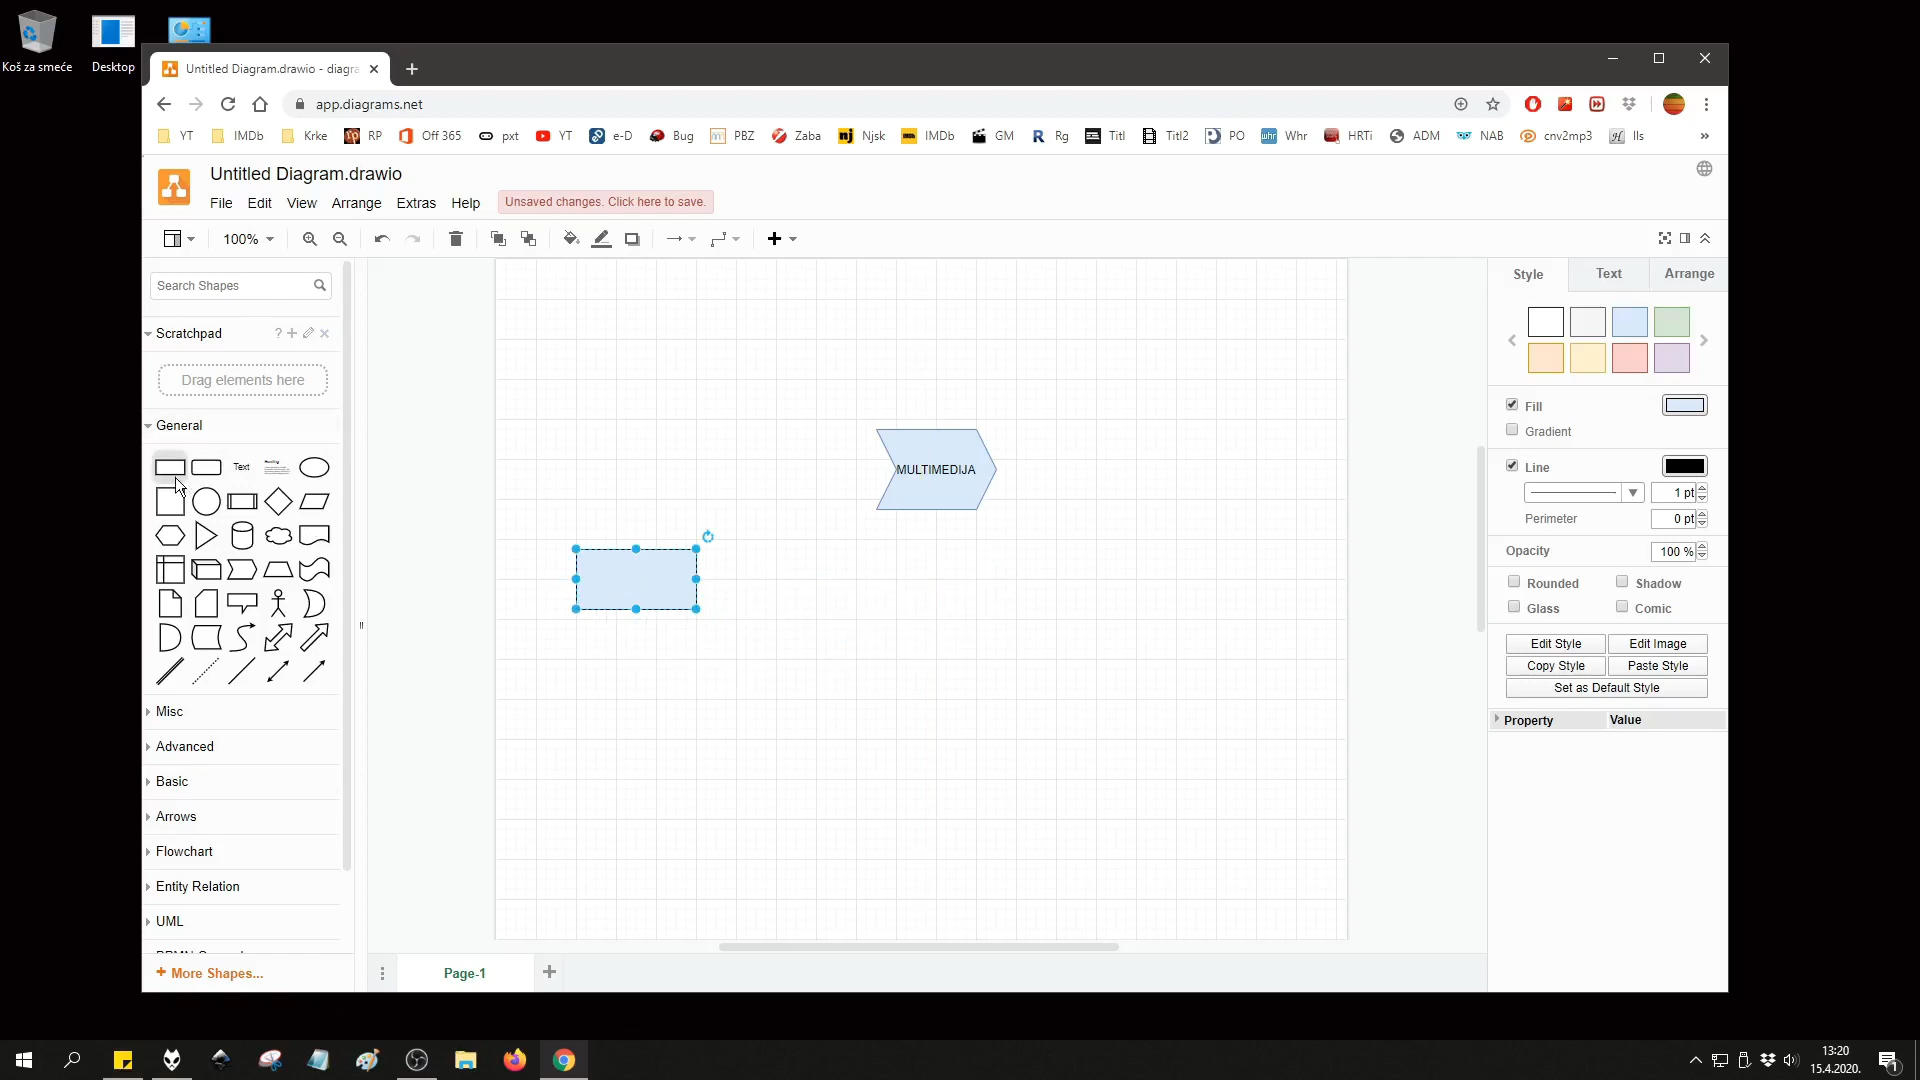 Koš za smeće
Desktop
Untitled Diagram.drawio - diagra
app.diagrams.net
YT
IMDb
Krke
RP
Off 365
pxt
YT
e-D
Bug
PBZ
Zaba
Njsk
IMDb
GM
Rg
Titl
Titl2
PO
Whr
HRTi
ADM
NAB
cnv2mp3
lls
Untitled Diagram.drawio
File Edit View Arrange Extras Help
Unsaved changes. Click here to save.
100%
Search Shapes
Scratchpad
Drag elements here
General
Text
Misc
Advanced
Basic
Arrows
Flowchart
Entity Relation
UML
+ More Shapes...
MULTIMEDIJA
Page-1
Style Text Arrange
Fill
Gradient
Line
1 pt
Perimeter
0 pt
Opacity
100 %
Rounded
Shadow
Glass
Comic
Edit Style
Edit Image
Copy Style
Paste Style
Set as Default Style
Property
Value
13:20
15.4.2020.
1